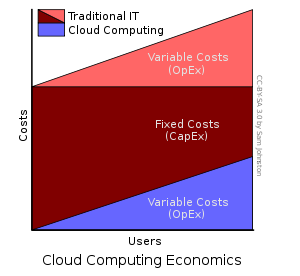 Traditional IT
Cloud Computing
Variable Costs
(OpEx)
Fixed Costs
(CapEx)
Variable Costs
(OpEx)
Costs
Users
CC-BY-SA 3.0 by Sam Johnston
Cloud Computing Economics